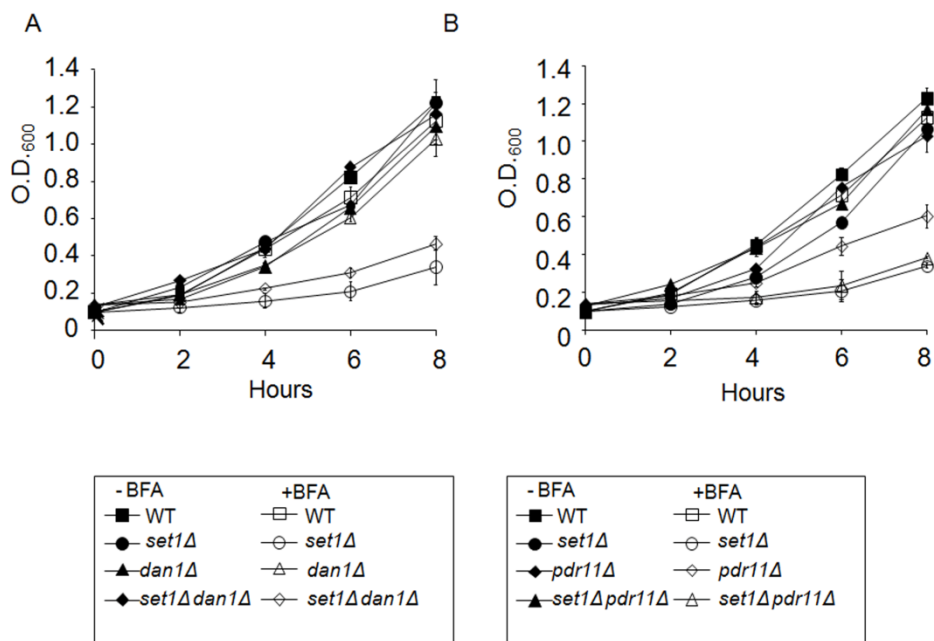 A
B
1.4
1.2
1.0
0.8
0.6
0.4
0.2
0
O.D.600
0 2 4 6 8
Hours
1.4
1.2
1.0
0.8
0.6
0.4
0.2
0
O.D.600
0 2 4 6 8
Hours
- BFA +BFA
WT WT
set1Δ set1Δ
dan1Δ dan1Δ
set1Δdan1Δ set1Δdan1Δ
- BFA +BFA
WT WT
set1Δ set1Δ
pdr11Δ pdr11Δ
set1Δpdr11Δ set1Δpdr11Δ